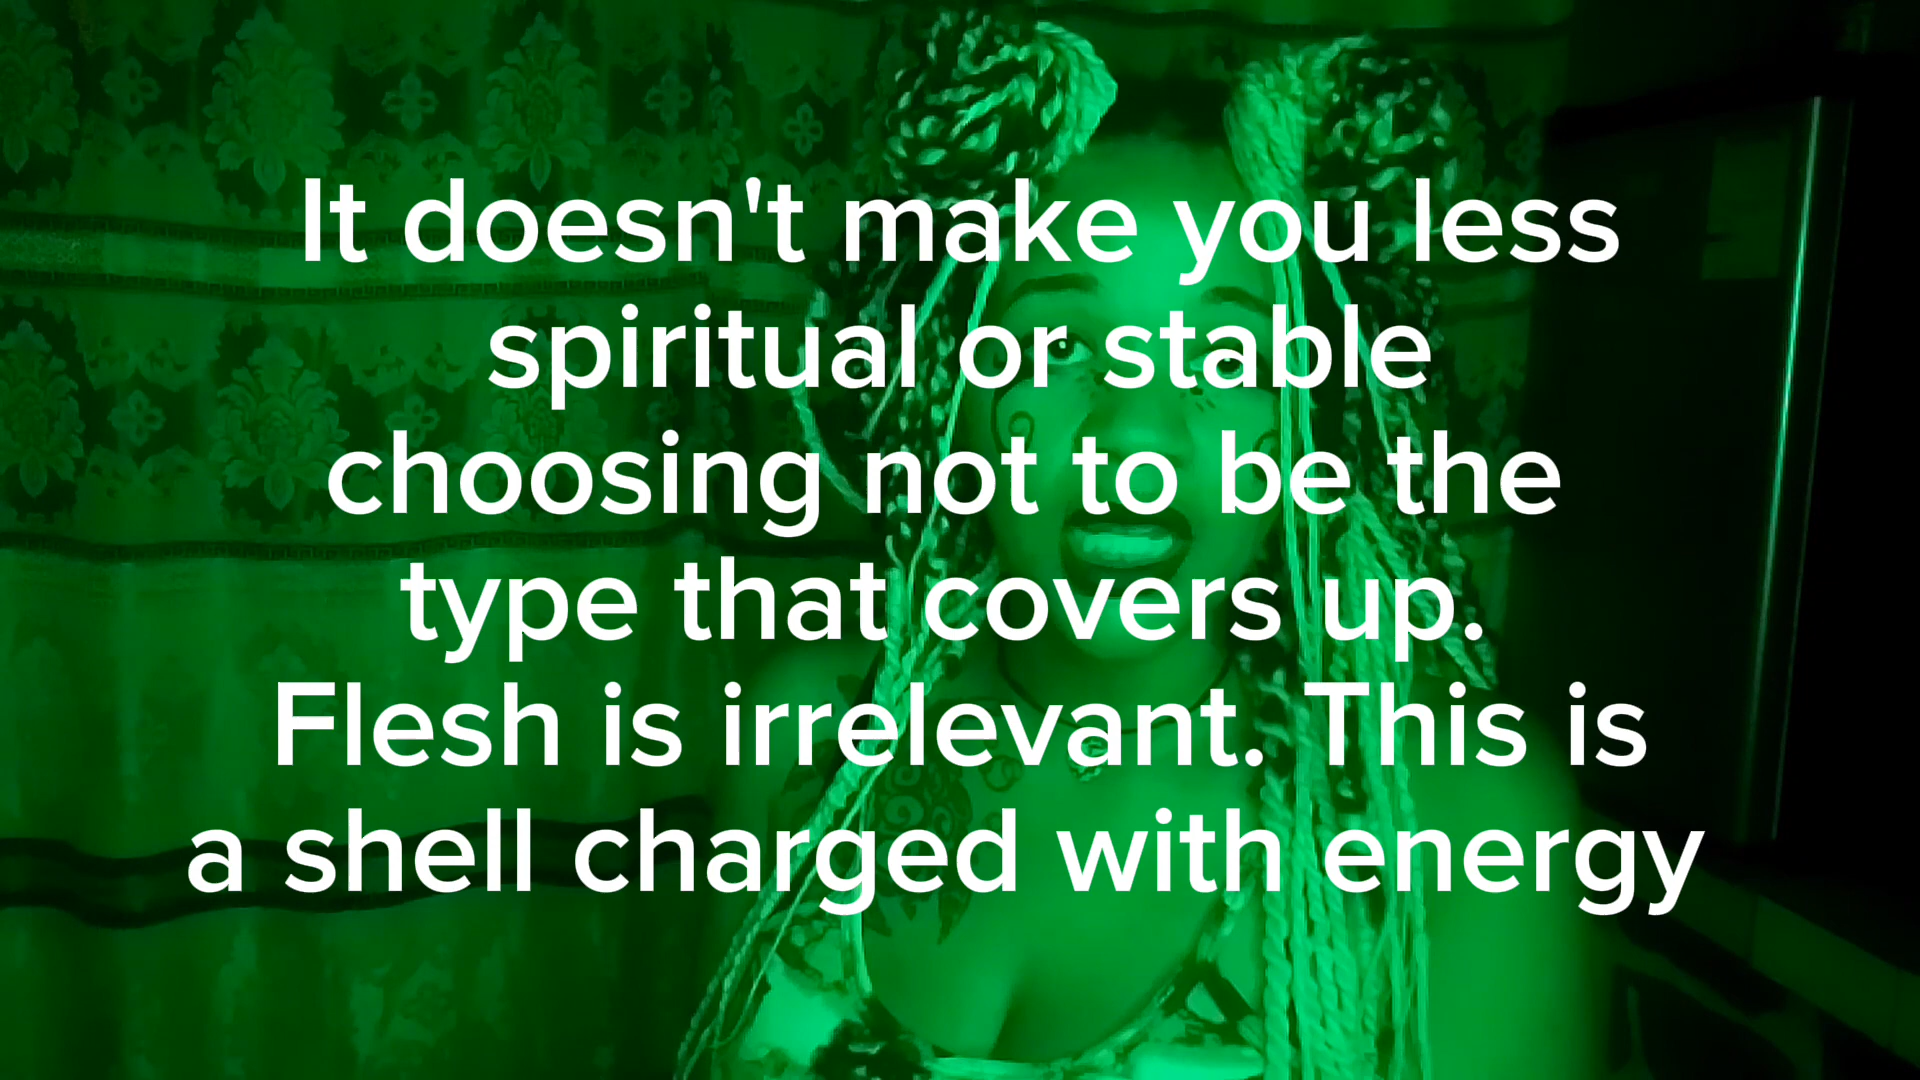 It doesn't make you less
spiritual or stable
choosing not to be the
type that covers up.
Flesh is irrelevant. This is
a shell charged with energy